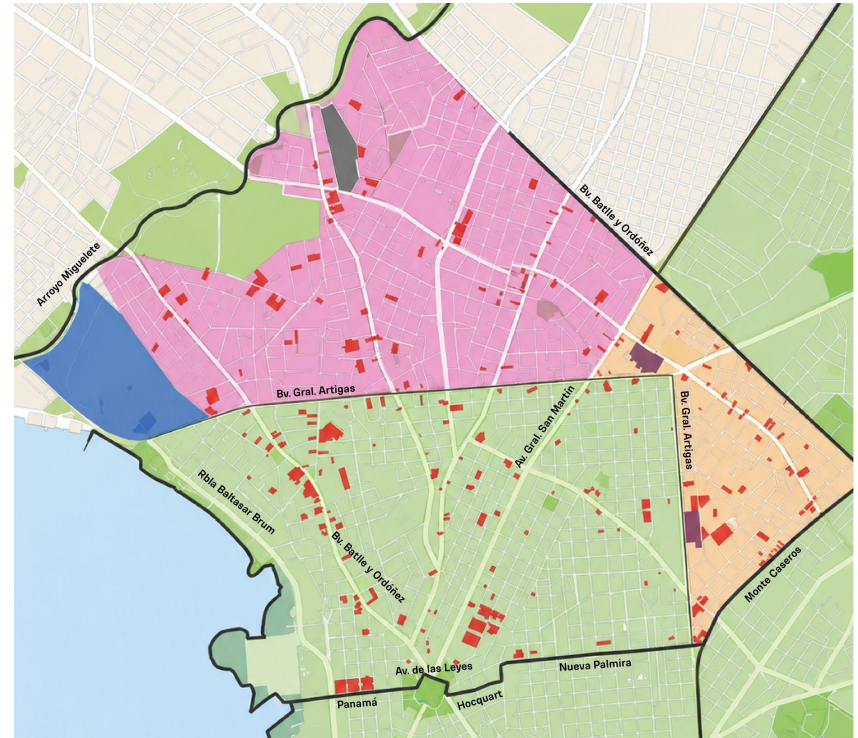 Bv. Batlle y Ordóñez
Arroyo Miguelete
Bv. Gral. Artigas
Av. Gral. San Martín
Bv. Gral. Artigas
Rbla Baltasar Brum
Bv. Batlle y Ordóñez
Monte Caseros
Av. de las Leyes
Nueva Palmira
Panamá
Hocquart